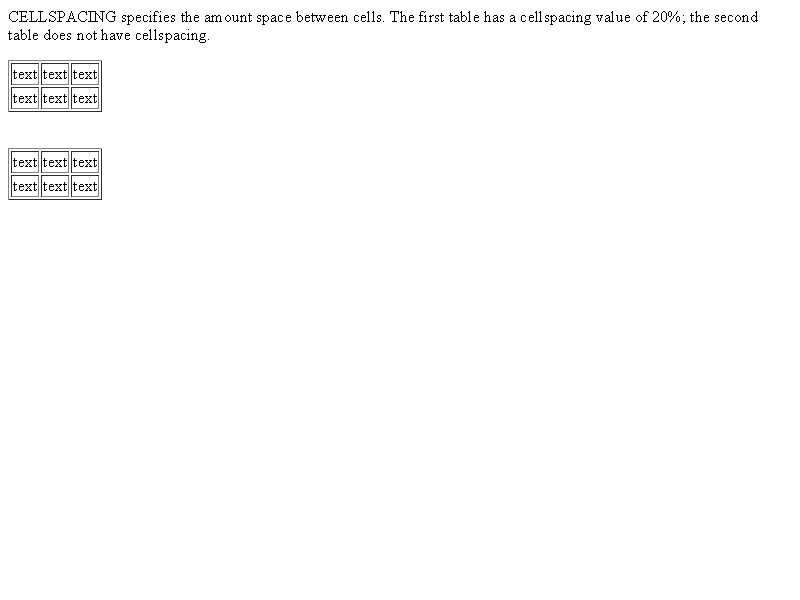 CELLSPACING specifies the amount space between cells. The first table has a cellspacing value of 20%; the second
table does not have cellspacing.
text text text
text text text
text text text
text text text